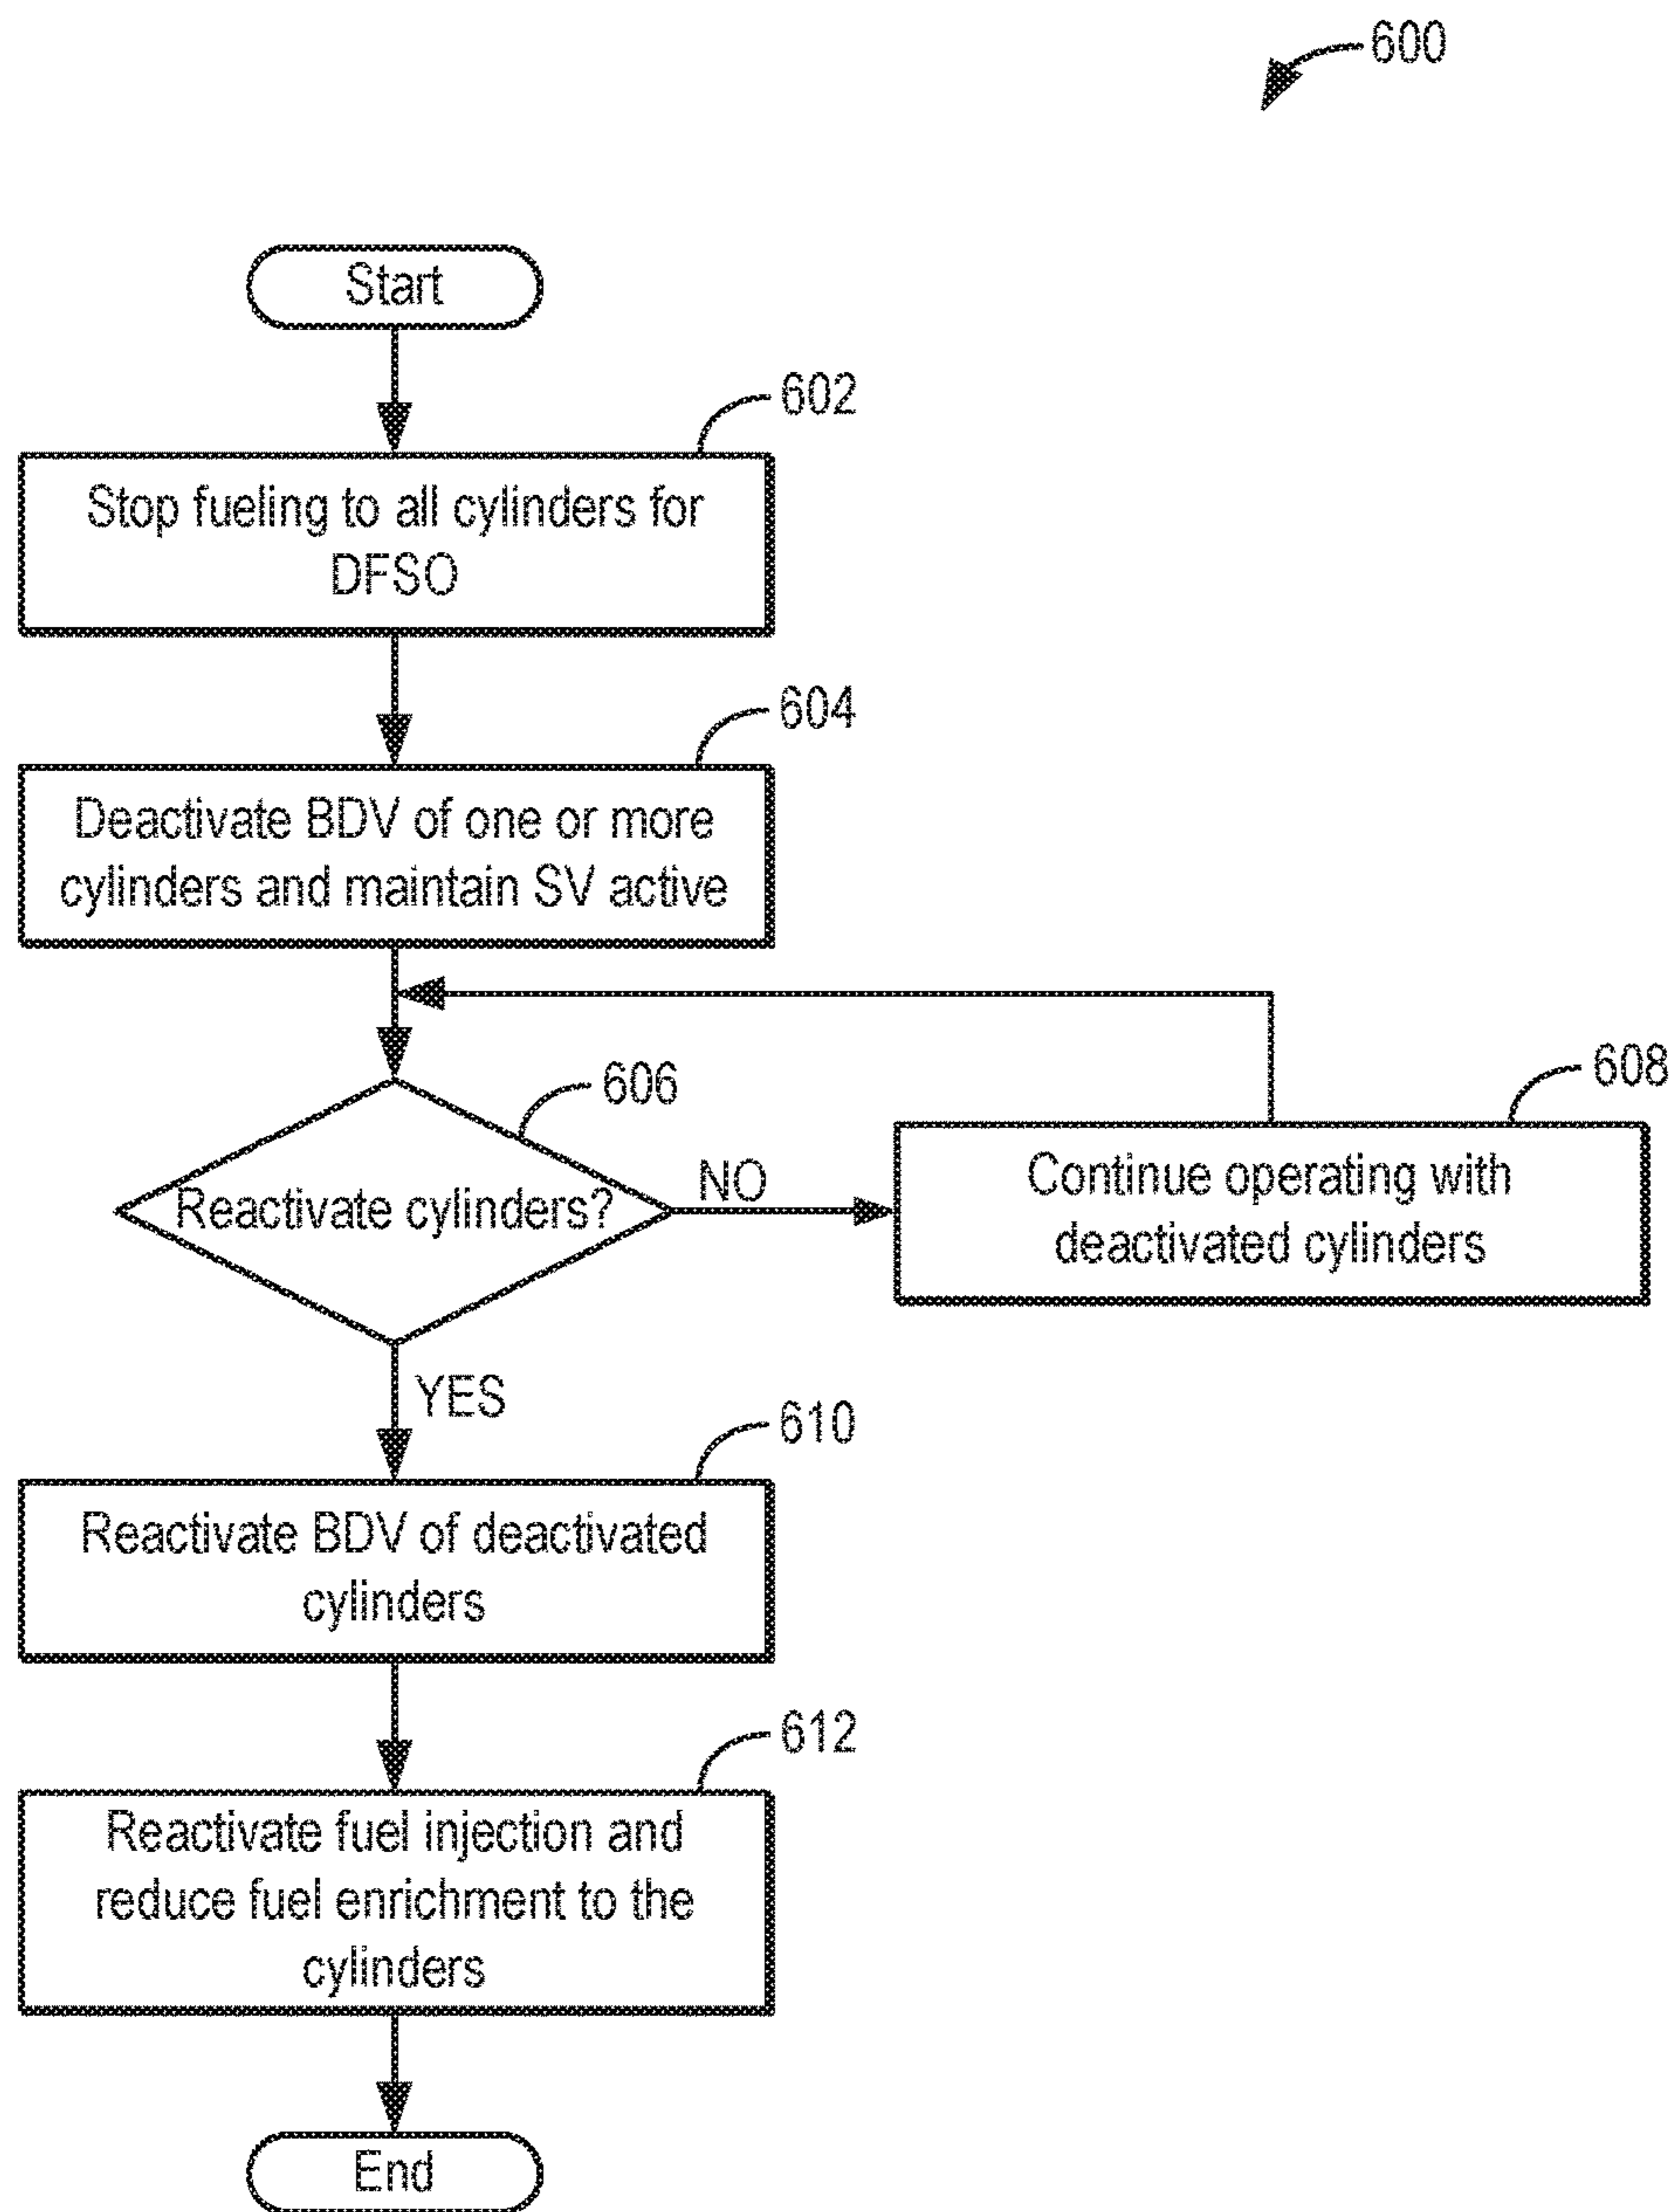 600
Start
602
Stop fueling to all cylinders for
DFSO
604
Deactivate BDV of one or more
cylinders and maintain SV active
606
Reactivate cylinders?
NO
608
Continue operating with
deactivated cylinders
YES
610
Reactivate BDV of deactivated
cylinders
612
Reactivate fuel injection and
reduce fuel enrichment to the
cylinders
End